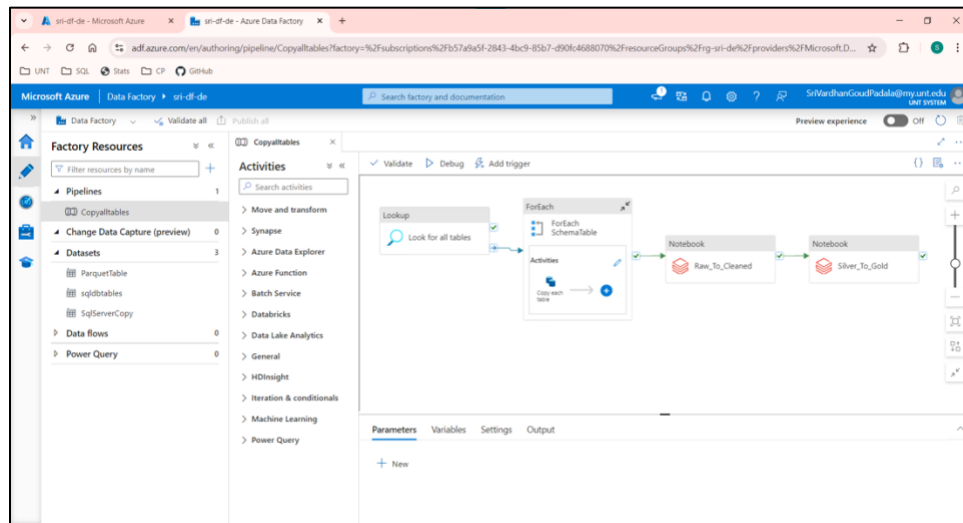 sri-df-de - Microsoft Azure
sri-df-de - Azure Data Factory
adf.azure.com/en/authoring/pipeline/Copyalltables?factory=%2Fsubscriptions%2Fb57a9a5f-2843-4bc9-85b7-d90fc4688070%2FresourceGroups%2Frg-sri-de%2Fproviders%2FMicrosoft.D...
UNT SQL Stats CP GitHub
Microsoft Azure Data Factory sri-df-de
Search factory and documentation
1
SriVardhanGoudPadala@my.unt.edu
UNT SYSTEM
Data Factory Validate all Publish all
Preview experience Off
Factory Resources
Filter resources by name
Pipelines 1
Copyalltables
Change Data Capture (preview) 0
Datasets 3
ParquetTable
sqldbtables
SqlServerCopy
Data flows 0
Power Query 0
Copyalltables
Activities
Search activities
Move and transform
Synapse
Azure Data Explorer
Azure Function
Batch Service
Databricks
Data Lake Analytics
General
HDInsight
Iteration & conditionals
Machine Learning
Power Query
Validate Debug Add trigger
Lookup
Look for all tables
ForEach
ForEach
SchemaTable
Activities
Copy each
table
Notebook
Raw_To_Cleaned
Notebook
Silver_To_Gold
Parameters Variables Settings Output
New